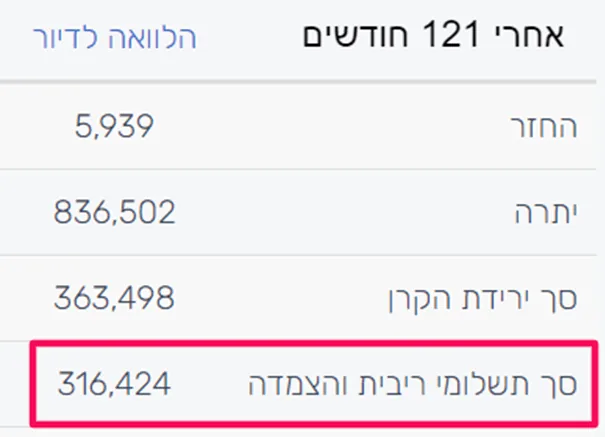 אחרי 121 חודשים הלוואה לדיור
החזר 5,939
יתרה 836,502
סך ירידת הקרן 363,498
סך תשלומי ריבית והצמדה 316,424